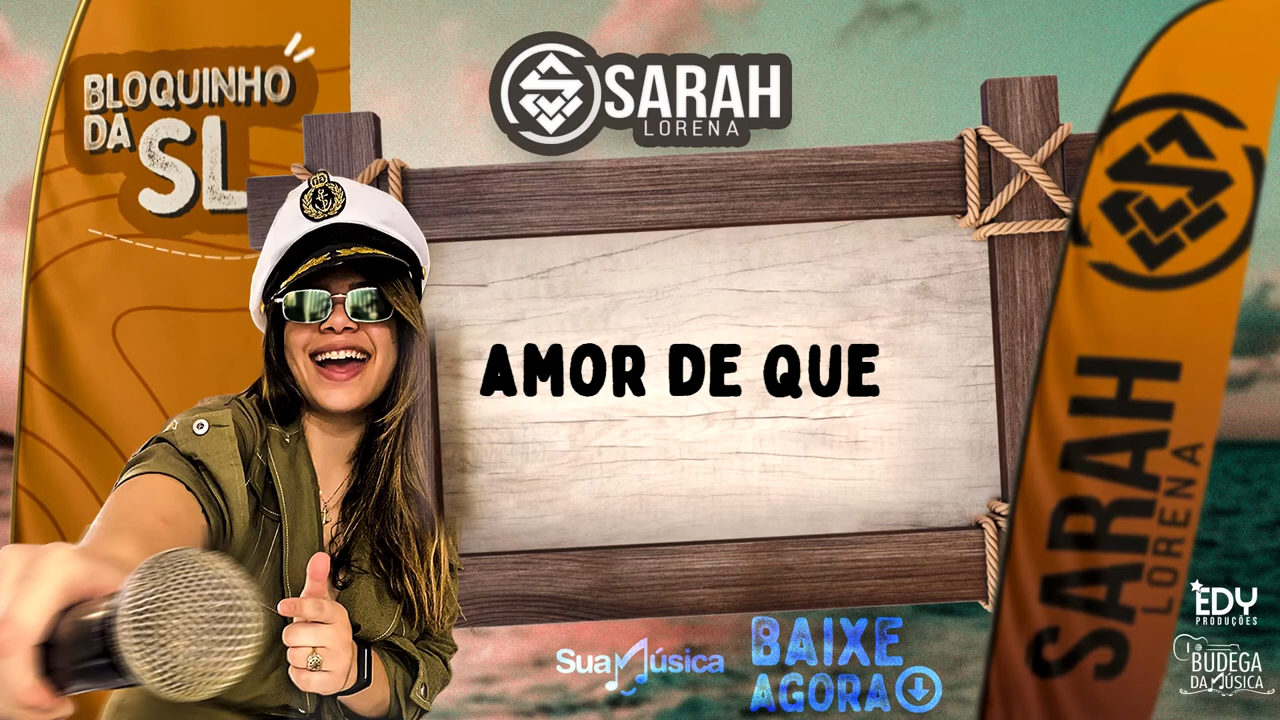 BLOQUINHO
DA SL
SARAH
LORENA
AMOR DE QUE
SARAH
LORENA
SuaMúsica
BAIXE
AGORA
EDY
PRODUÇÕES
BUDEGA
DA MÚSICA